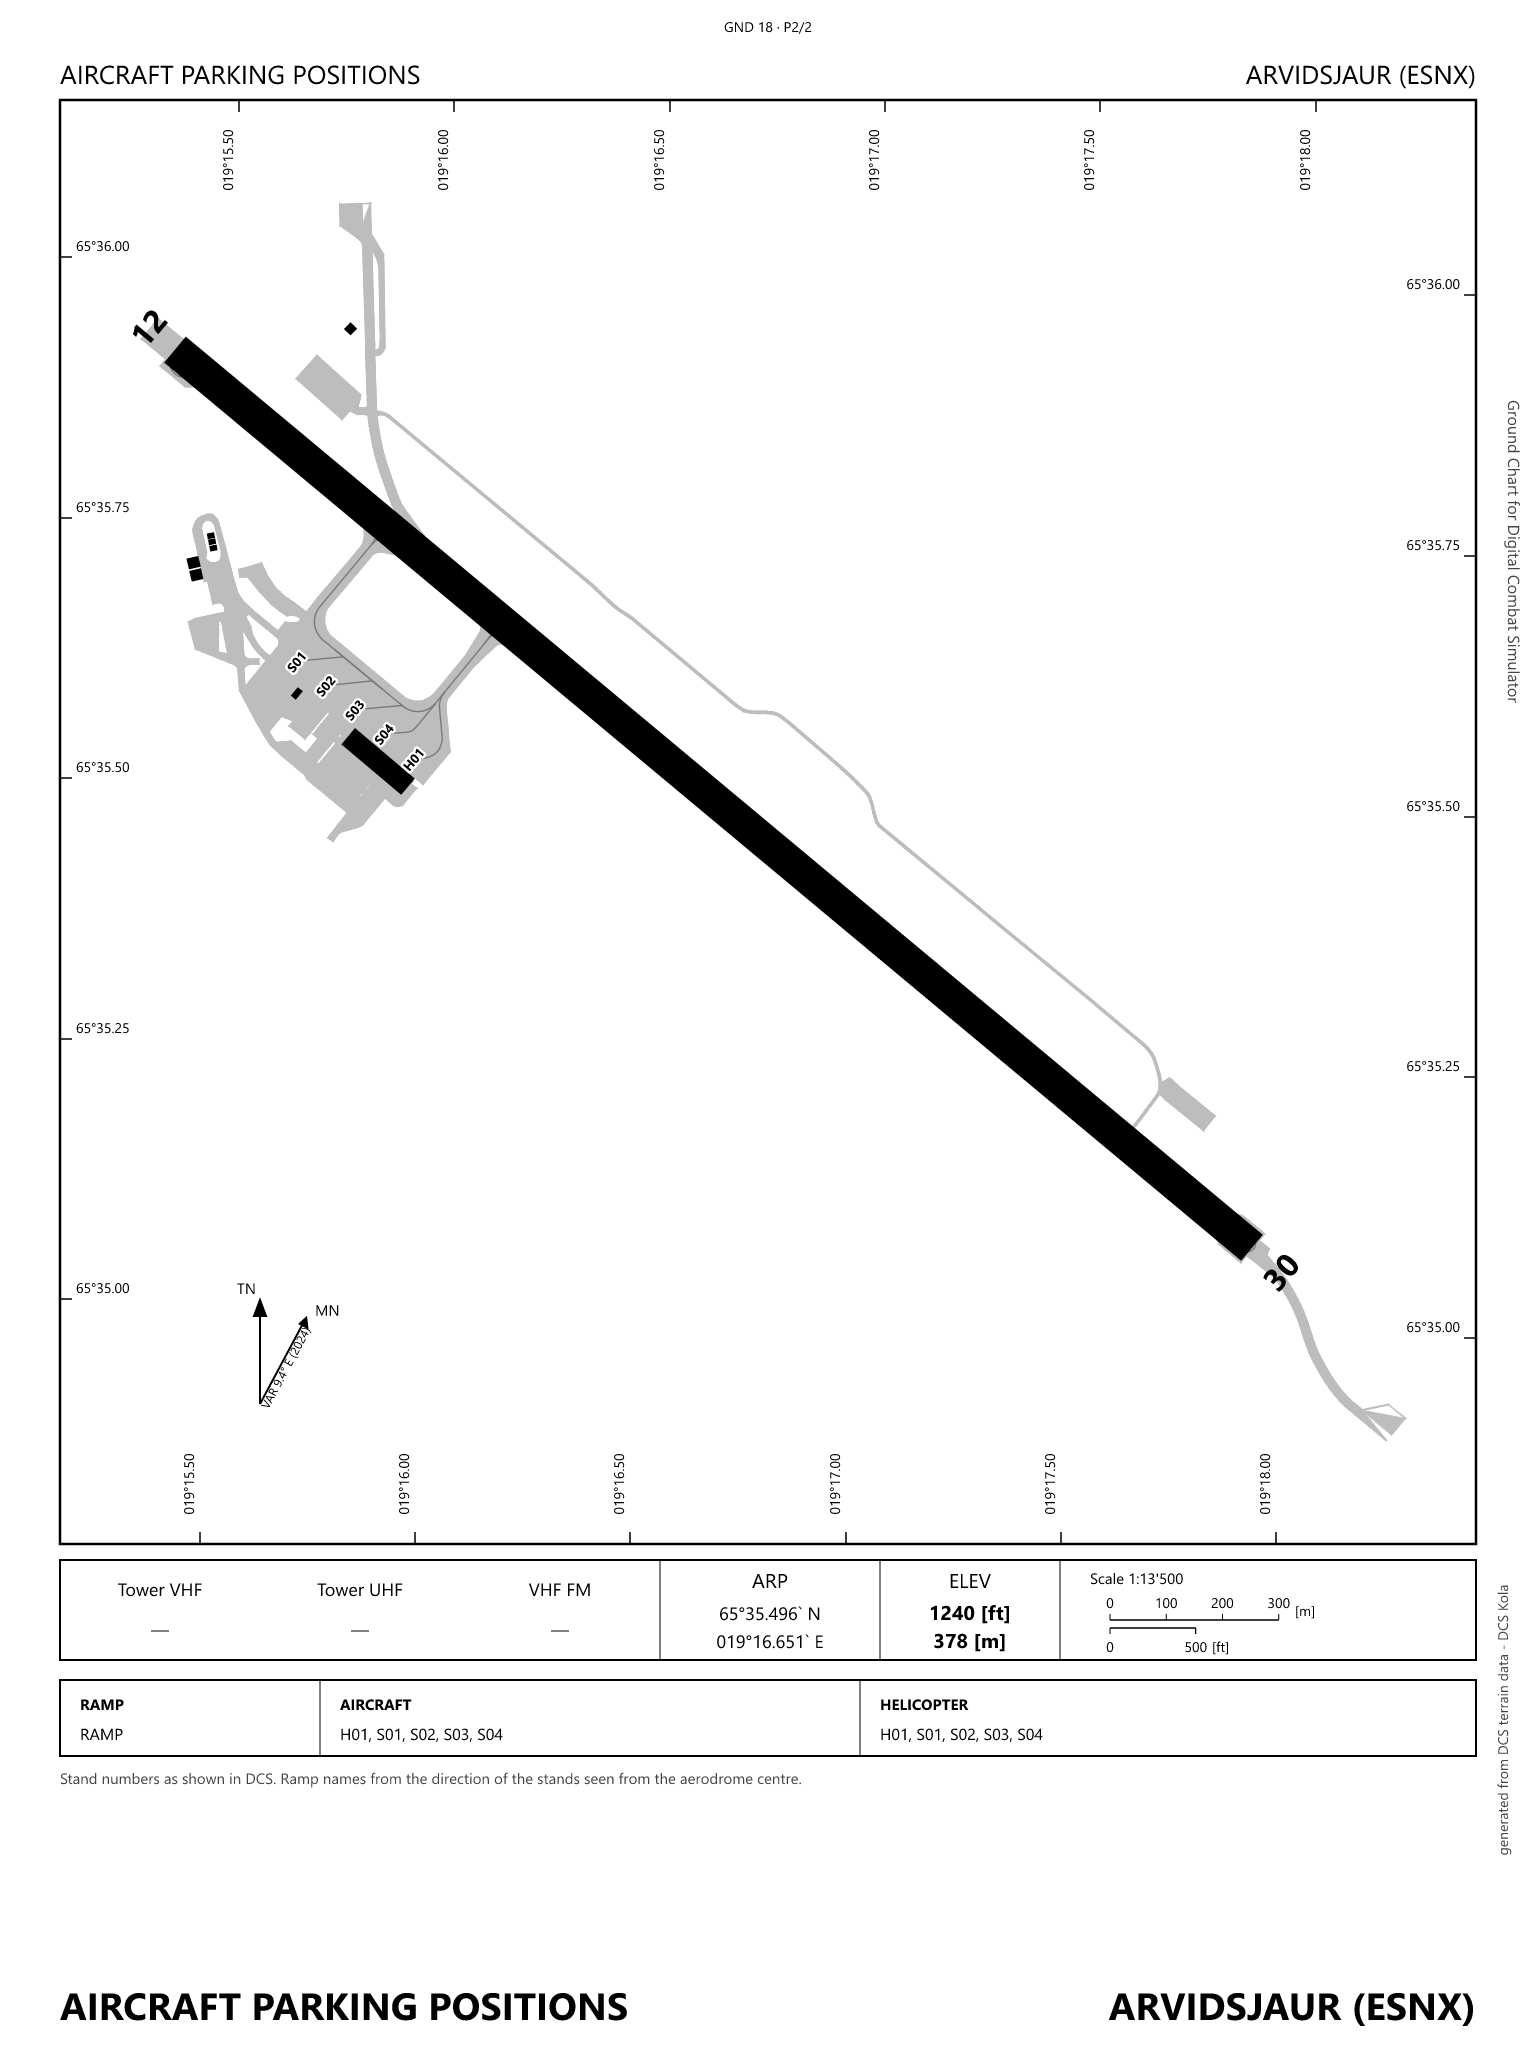 GND 18 · P2/2
AIRCRAFT PARKING POSITIONS
ARVIDSJAUR (ESNX)
019°15.50
019°16.00
019°16.50
019°17.00
019°17.50
019°18.00
65°36.00
65°36.00
12
65°35.75
65°35.75
S01
S02
S03
S04
H01
65°35.50
65°35.50
65°35.25
65°35.25
30
65°35.00
65°35.00
TN
MN
VAR 9.4° E (2024)
019°15.50
019°16.00
019°16.50
019°17.00
019°17.50
019°18.00
Ground Chart for Digital Combat Simulator
Tower VHF
—
Tower UHF
—
VHF FM
—
ARP
65°35.496` N
019°16.651` E
ELEV
1240 [ft]
378 [m]
Scale 1:13'500
0 100 200 300 [m]
0 500 [ft]
RAMP
RAMP
AIRCRAFT
H01, S01, S02, S03, S04
HELICOPTER
H01, S01, S02, S03, S04
generated from DCS terrain data - DCS Kola
Stand numbers as shown in DCS. Ramp names from the direction of the stands seen from the aerodrome centre.
AIRCRAFT PARKING POSITIONS
ARVIDSJAUR (ESNX)